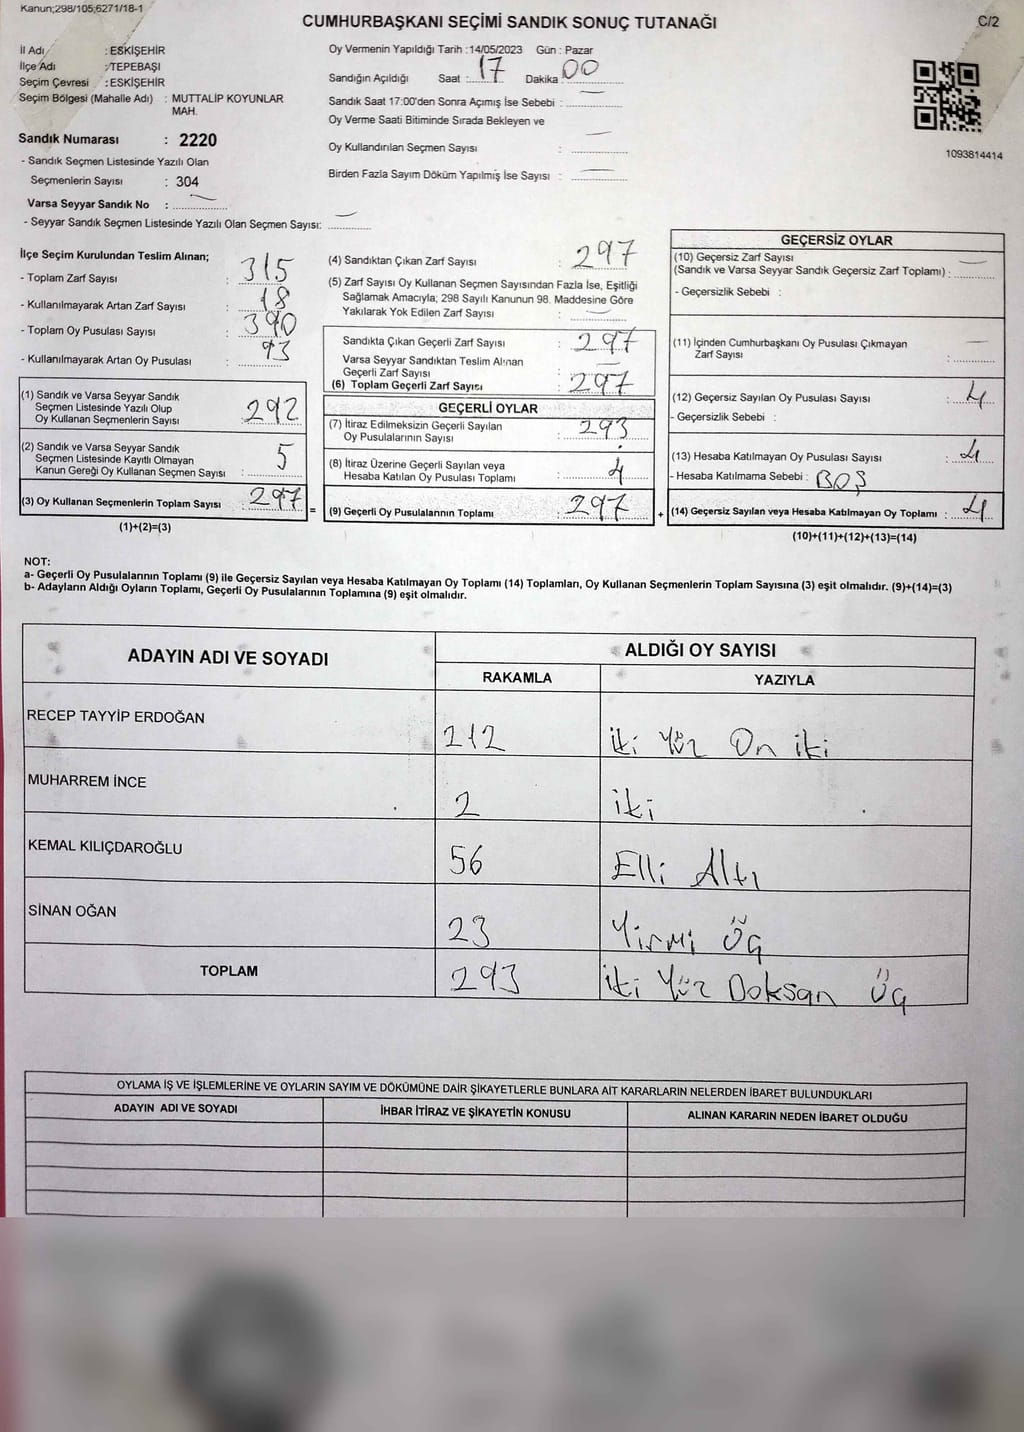 Kanun;298/105;6271/18-1
CUMHURBAŞKANI SEÇİMİ SANDIK SONUÇ TUTANAĞI
C/2
İl Adı : ESKİŞEHİR
İlçe Adı : TEPEBAŞI
Seçim Çevresi : ESKİŞEHİR
Seçim Bölgesi (Mahalle Adı) : MUTTALIP KOYUNLAR
MAH.
Sandık Numarası : 2220
- Sandık Seçmen Listesinde Yazılı Olan
Seçmenlerin Sayısı : 304
Varsa Seyyar Sandık No : —
- Seyyar Sandık Seçmen Listesinde Yazılı Olan Seçmen Sayısı: —
Oy Vermenin Yapıldığı Tarih :14/05/2023 Gün : Pazar
Sandığın Açıldığı Saat : 17 Dakika 00
Sandık Saat 17:00'den Sonra Açımış İse Sebebi : —
Oy Verme Saati Bitiminde Sırada Bekleyen ve
Oy Kullandırılan Seçmen Sayısı : —
Birden Fazla Sayım Döküm Yapılmış İse Sayısı : —
1093814414
İlçe Seçim Kurulundan Teslim Alınan;
- Toplam Zarf Sayısı : 315
- Kullanılmayarak Artan Zarf Sayısı : 18
- Toplam Oy Pusulası Sayısı : 390
- Kullanılmayarak Artan Oy Pusulası : 93
(1) Sandık ve Varsa Seyyar Sandık
Seçmen Listesinde Yazılı Olup
Oy Kullanan Seçmenlerin Sayısı : 292
(2) Sandık ve Varsa Seyyar Sandık
Seçmen Listesinde Kayıtlı Olmayan
Kanun Gereği Oy Kullanan Seçmen Sayısı : 5
(3) Oy Kullanan Seçmenlerin Toplam Sayısı : 297 =
(1)+(2)=(3)
(4) Sandıktan Çıkan Zarf Sayısı : 297
(5) Zarf Sayısı Oy Kullanan Seçmen Sayısından Fazla İse, Eşitliği
Sağlamak Amacıyla; 298 Sayılı Kanunun 98. Maddesine Göre
Yakılarak Yok Edilen Zarf Sayısı : —
Sandıkta Çıkan Geçerli Zarf Sayısı : 297
Varsa Seyyar Sandıktan Teslim Alınan
Geçerli Zarf Sayısı : —
(6) Toplam Geçerli Zarf Sayısı : 297
GEÇERLİ OYLAR
(7) İtiraz Edilmeksizin Geçerli Sayılan
Oy Pusulalarının Sayısı : 293
(8) İtiraz Üzerine Geçerli Sayılan veya
Hesaba Katılan Oy Pusulaları Toplamı : 4
(9) Geçerli Oy Pusulalarının Toplamı : 297 +
GEÇERSİZ OYLAR
(10) Geçersiz Zarf Sayısı
(Sandık ve Varsa Seyyar Sandık Geçersiz Zarf Toplamı) : —
- Geçersizlik Sebebi :
(11) İçinden Cumhurbaşkanı Oy Pusulası Çıkmayan
Zarf Sayısı : —
(12) Geçersiz Sayılan Oy Pusulası Sayısı : 4
- Geçersizlik Sebebi :
(13) Hesaba Katılmayan Oy Pusulası Sayısı : 4
- Hesaba Katılmama Sebebi : BOŞ
(14) Geçersiz Sayılan veya Hesaba Katılmayan Oy Toplamı : 4
(10)+(11)+(12)+(13)=(14)
NOT:
a- Geçerli Oy Pusulalarının Toplamı (9) ile Geçersiz Sayılan veya Hesaba Katılmayan Oy Toplamı (14) Toplamları, Oy Kullanan Seçmenlerin Toplam Sayısına (3) eşit olmalıdır. (9)+(14)=(3)
b- Adayların Aldığı Oyların Toplamı, Geçerli Oy Pusulalarının Toplamına (9) eşit olmalıdır.
ADAYIN ADI VE SOYADI
ALDIĞI OY SAYISI
RAKAMLA YAZIYLA
RECEP TAYYİP ERDOĞAN 212 iki Yüz On iki
MUHARREM İNCE 2 iki
KEMAL KILIÇDAROĞLU 56 Elli Altı
SİNAN OĞAN 23 Yirmi Üç
TOPLAM 293 iki Yüz Doksan Üç
OYLAMA İŞ VE İŞLEMLERİNE VE OYLARIN SAYIM VE DÖKÜMÜNE DAİR ŞİKAYETLERLE BUNLARA AİT KARARLARIN NELERDEN İBARET BULUNDUKLARI
ADAYIN ADI VE SOYADI İHBAR İTİRAZ VE ŞİKAYETİN KONUSU ALINAN KARARIN NEDEN İBARET OLDUĞU